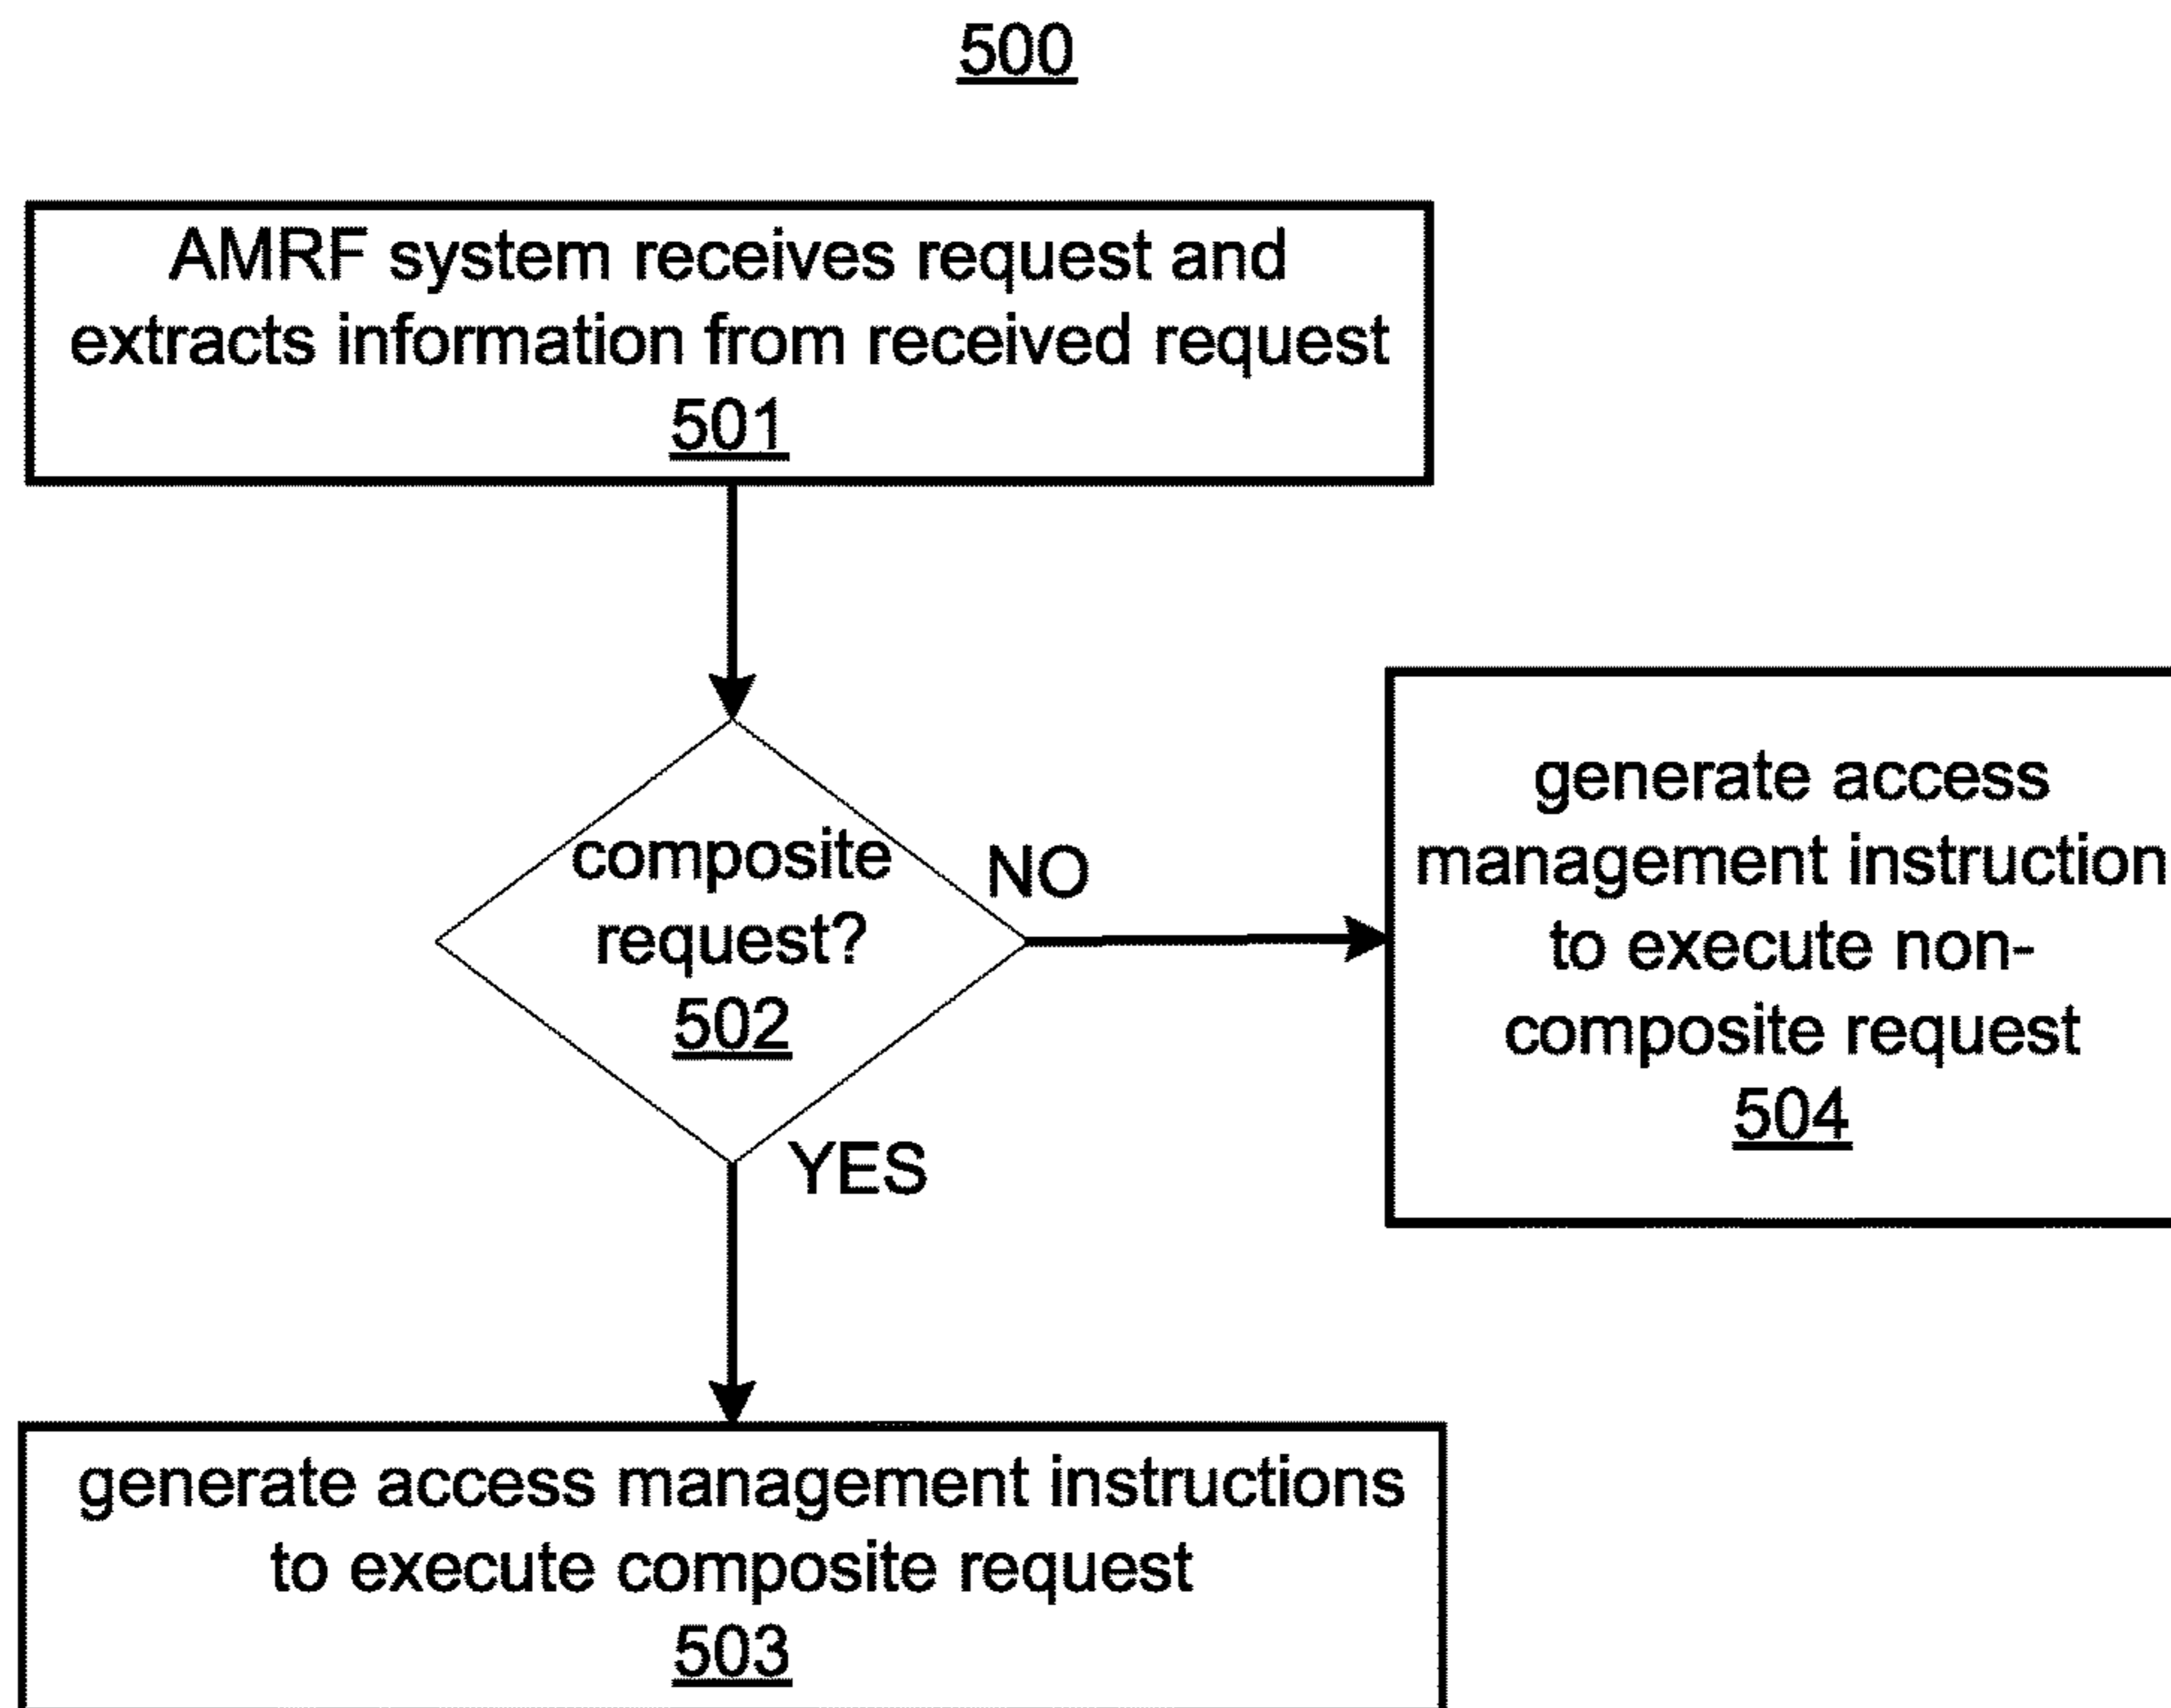 500
AMRF system receives request and
extracts information from received request
501
composite
request?
502
NO
YES
generate access
management instruction
to execute non-
composite request
504
generate access management instructions
to execute composite request
503